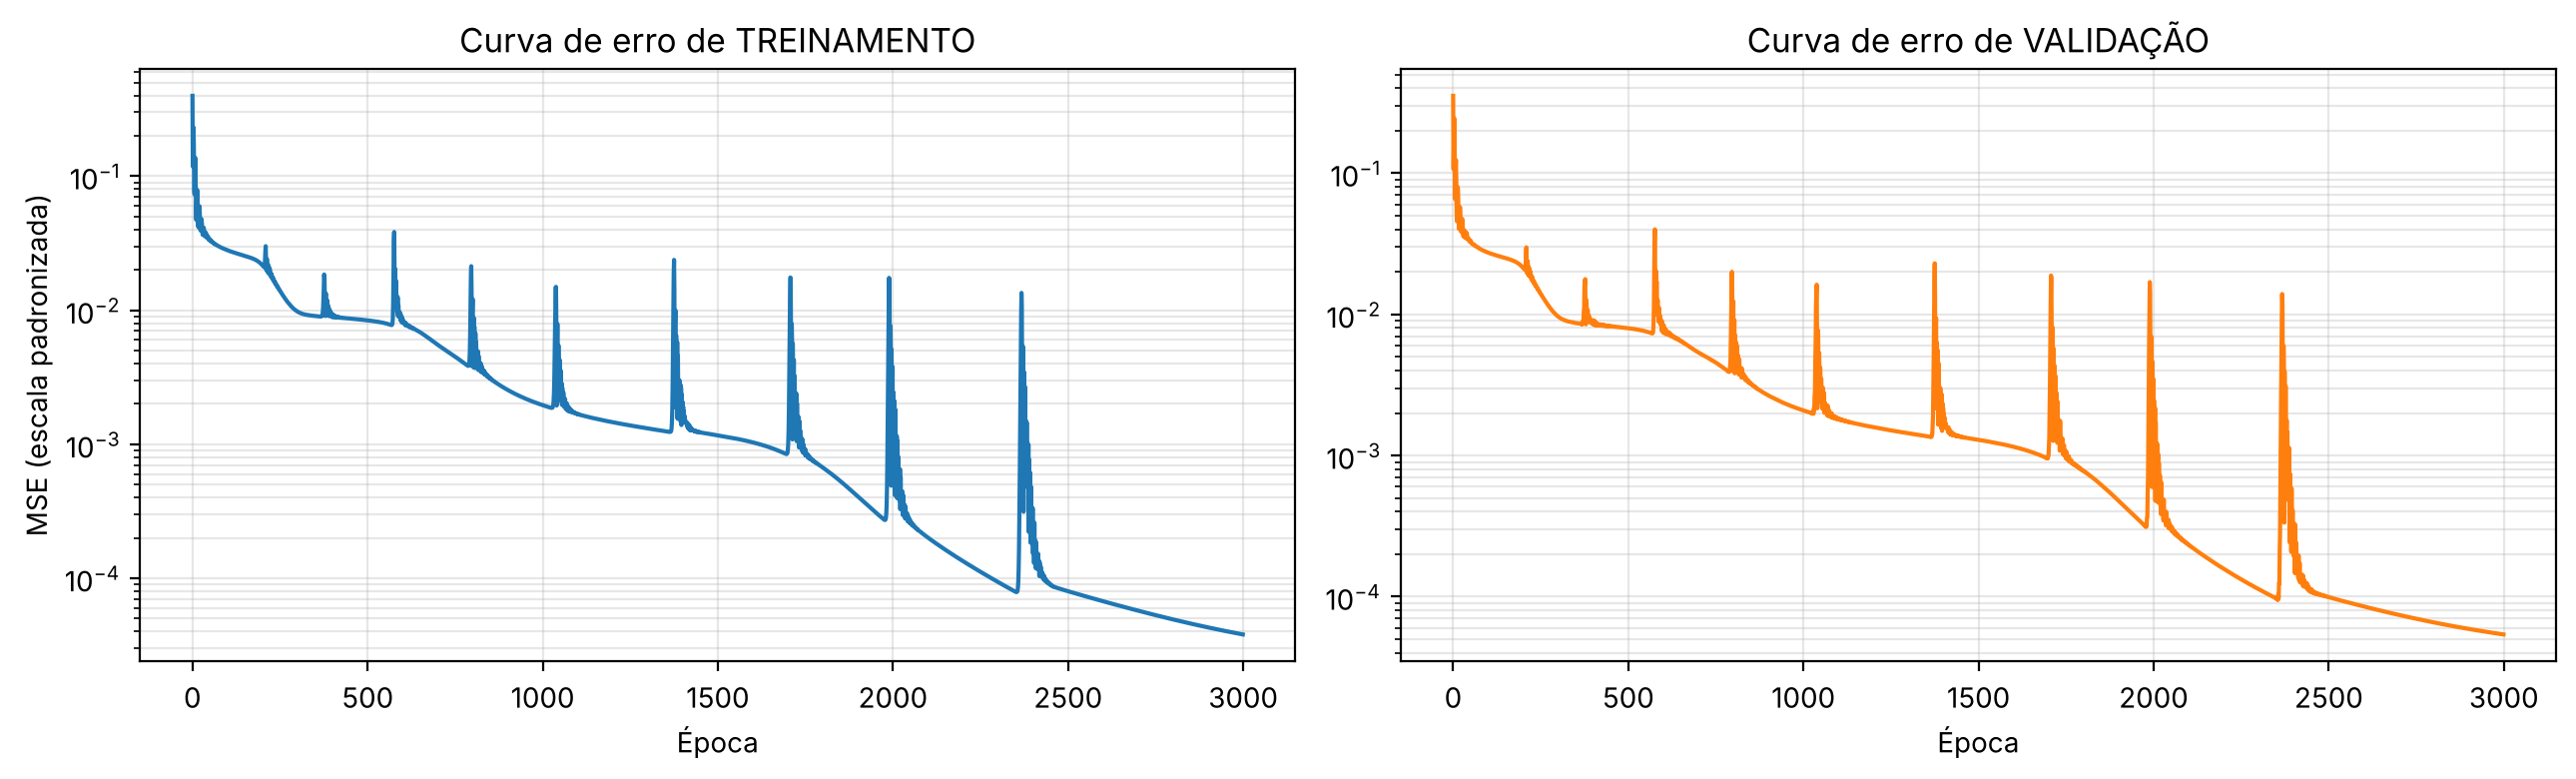 Curva de erro de TREINAMENTO
MSE (escala padronizada)
10⁻¹
10⁻²
10⁻³
10⁻⁴
0 500 1000 1500 2000 2500 3000
Época
Curva de erro de VALIDAÇÃO
10⁻¹
10⁻²
10⁻³
10⁻⁴
0 500 1000 1500 2000 2500 3000
Época